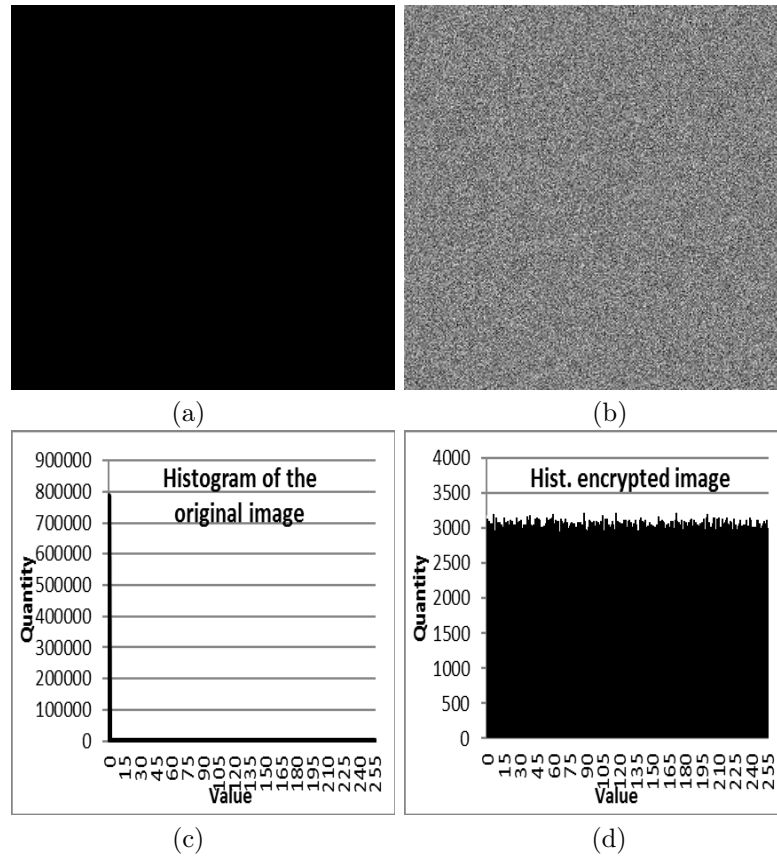 (a)
(b)
Histogram of the
original image
Quantity
900000
800000
700000
600000
500000
400000
300000
200000
100000
0
0 15 30 45 60 75 90 105 120 135 150 165 180 195 210 225 240 255
Value
(c)
Hist. encrypted image
Quantity
4000
3500
3000
2500
2000
1500
1000
500
0
0 15 30 45 60 75 90 105 120 135 150 165 180 195 210 225 240 255
Value
(d)